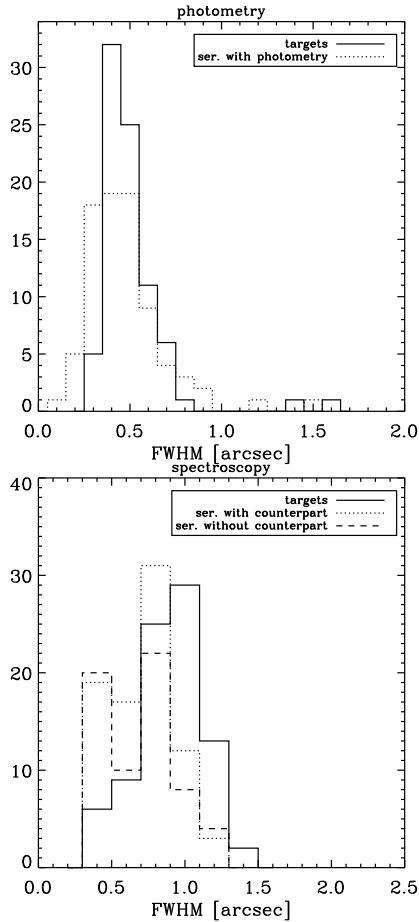 photometry
targets
ser. with photometry
30
25
20
15
10
5
0
0.0 0.5 1.0 1.5 2.0
FWHM [arcsec]
spectroscopy
40
targets
ser. with counterpart
ser. without counterpart
30
20
10
0
0.0 0.5 1.0 1.5 2.0 2.5
FWHM [arcsec]